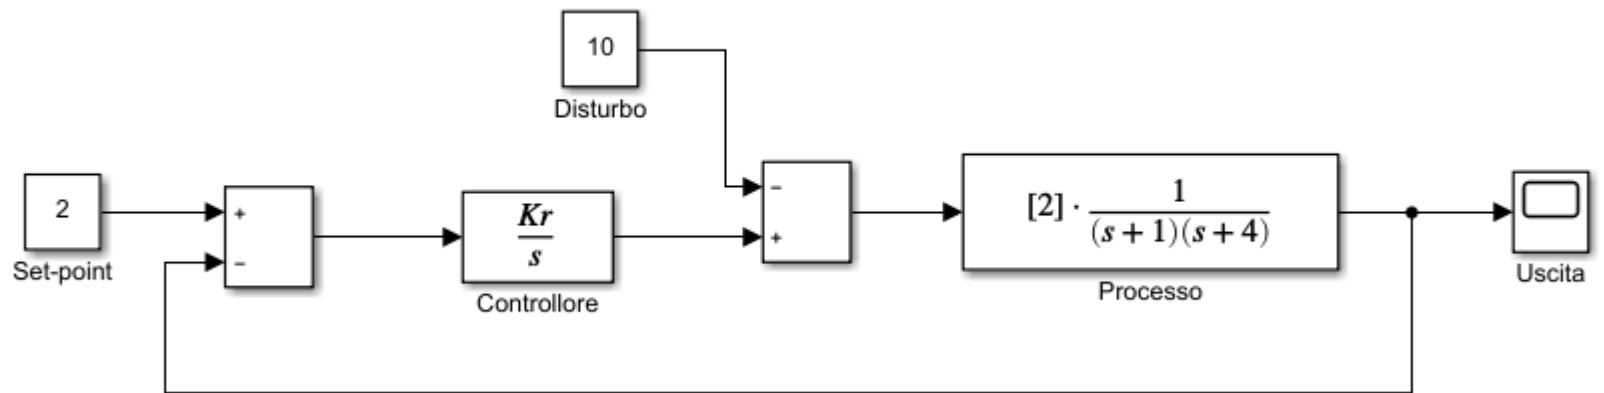 10
Disturbo
2
Set-point
+
−
Kr
s
Controllore
−
+
[2] · 1
(s + 1)(s + 4)
Processo
Uscita